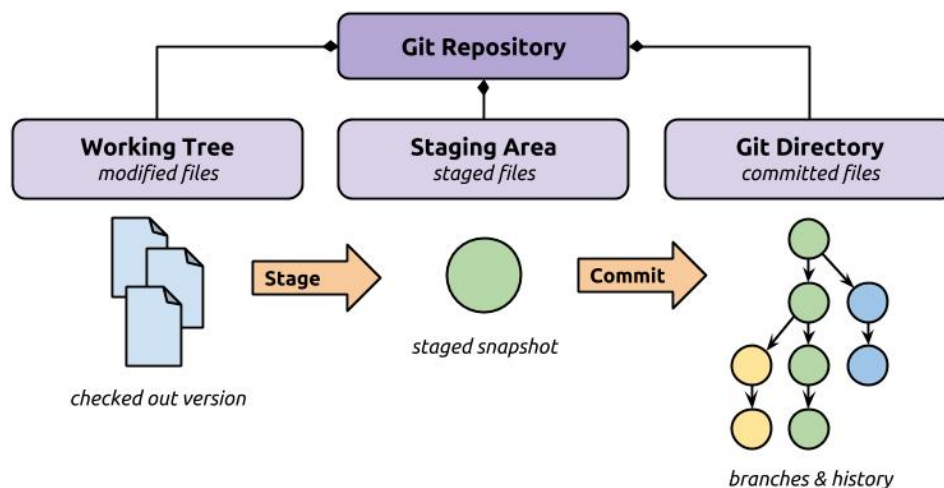 Git Repository
Working Tree
modified files
Staging Area
staged files
Git Directory
committed files
Stage
Commit
staged snapshot
checked out version
branches & history